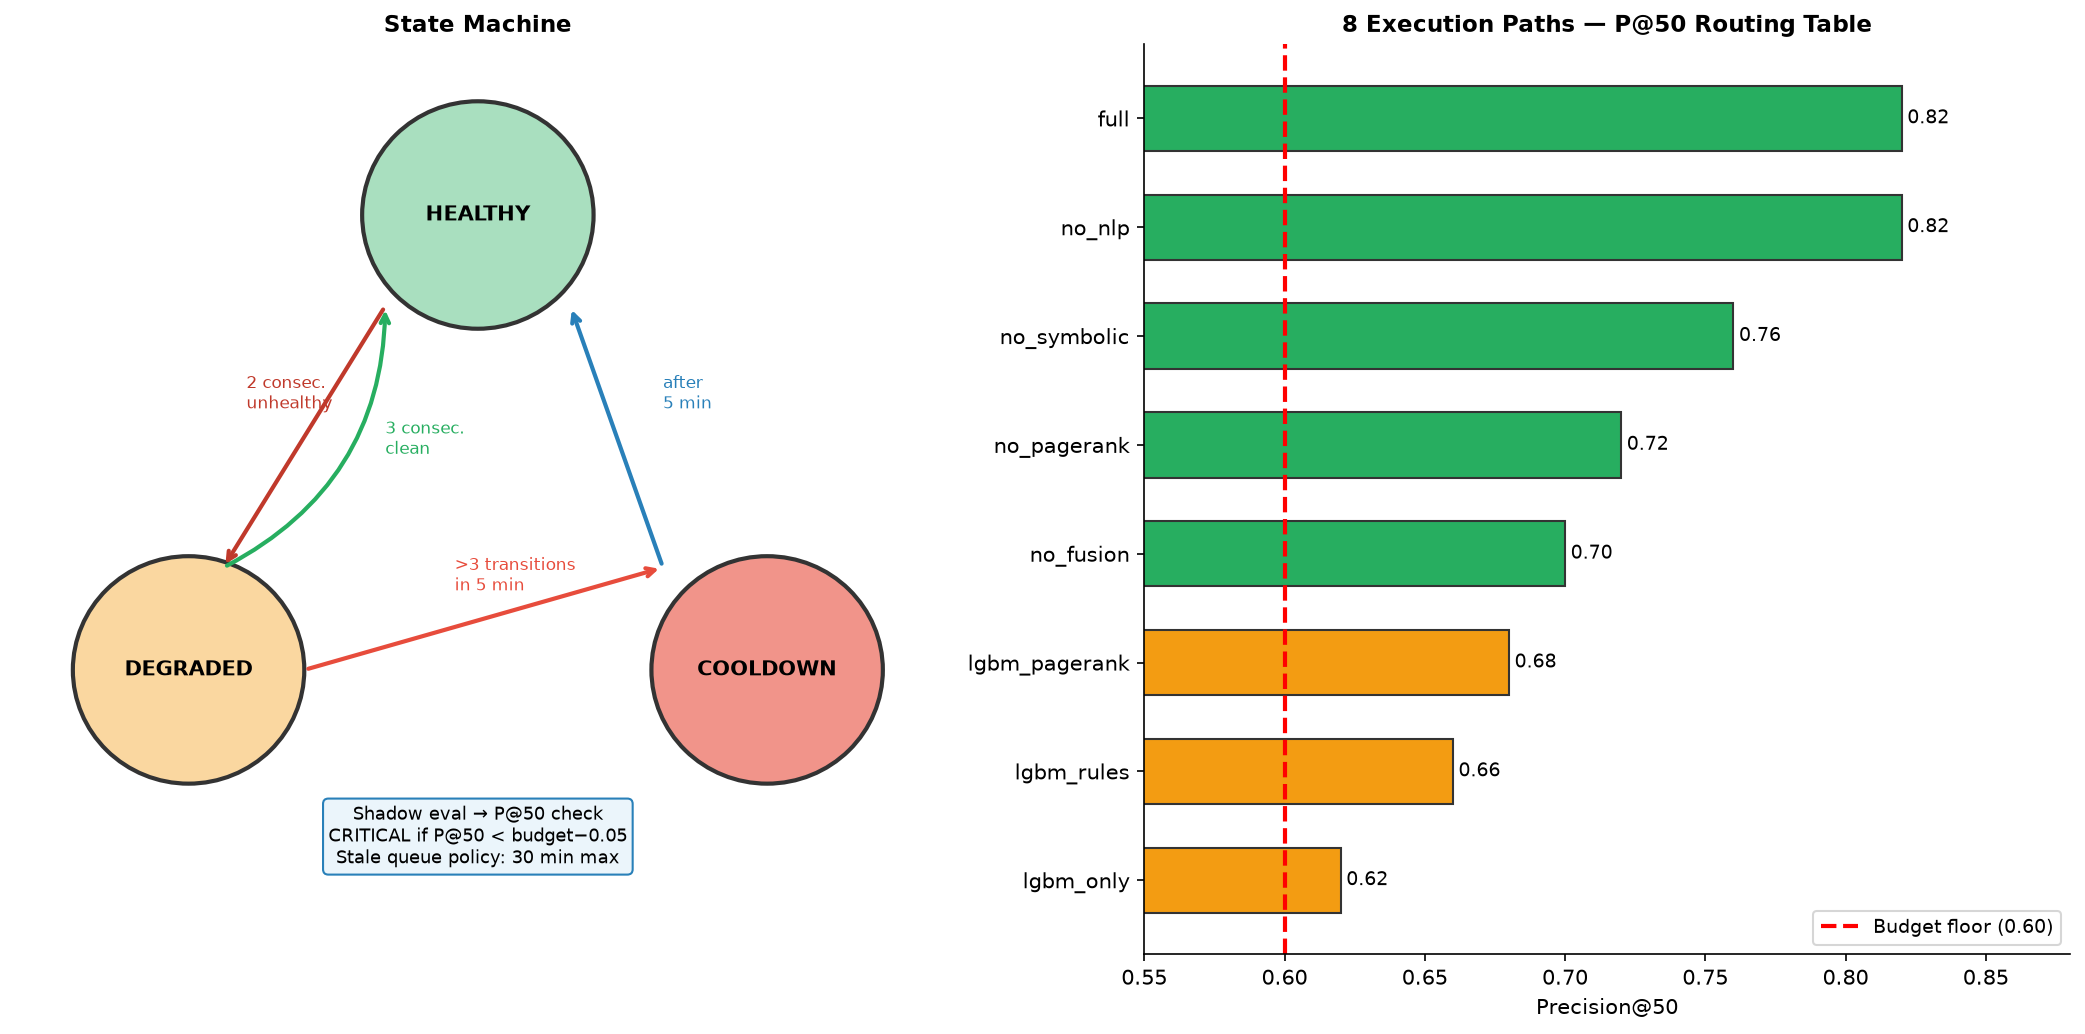 State Machine
HEALTHY
2 consec.
unhealthy
3 consec.
clean
after
5 min
>3 transitions
in 5 min
DEGRADED
COOLDOWN
Shadow eval → P@50 check
CRITICAL if P@50 < budget−0.05
Stale queue policy: 30 min max
8 Execution Paths — P@50 Routing Table
full
0.82
no_nlp
0.82
no_symbolic
0.76
no_pagerank
0.72
no_fusion
0.70
lgbm_pagerank
0.68
lgbm_rules
0.66
lgbm_only
0.62
Budget floor (0.60)
0.55
0.60
0.65
0.70
0.75
0.80
0.85
Precision@50